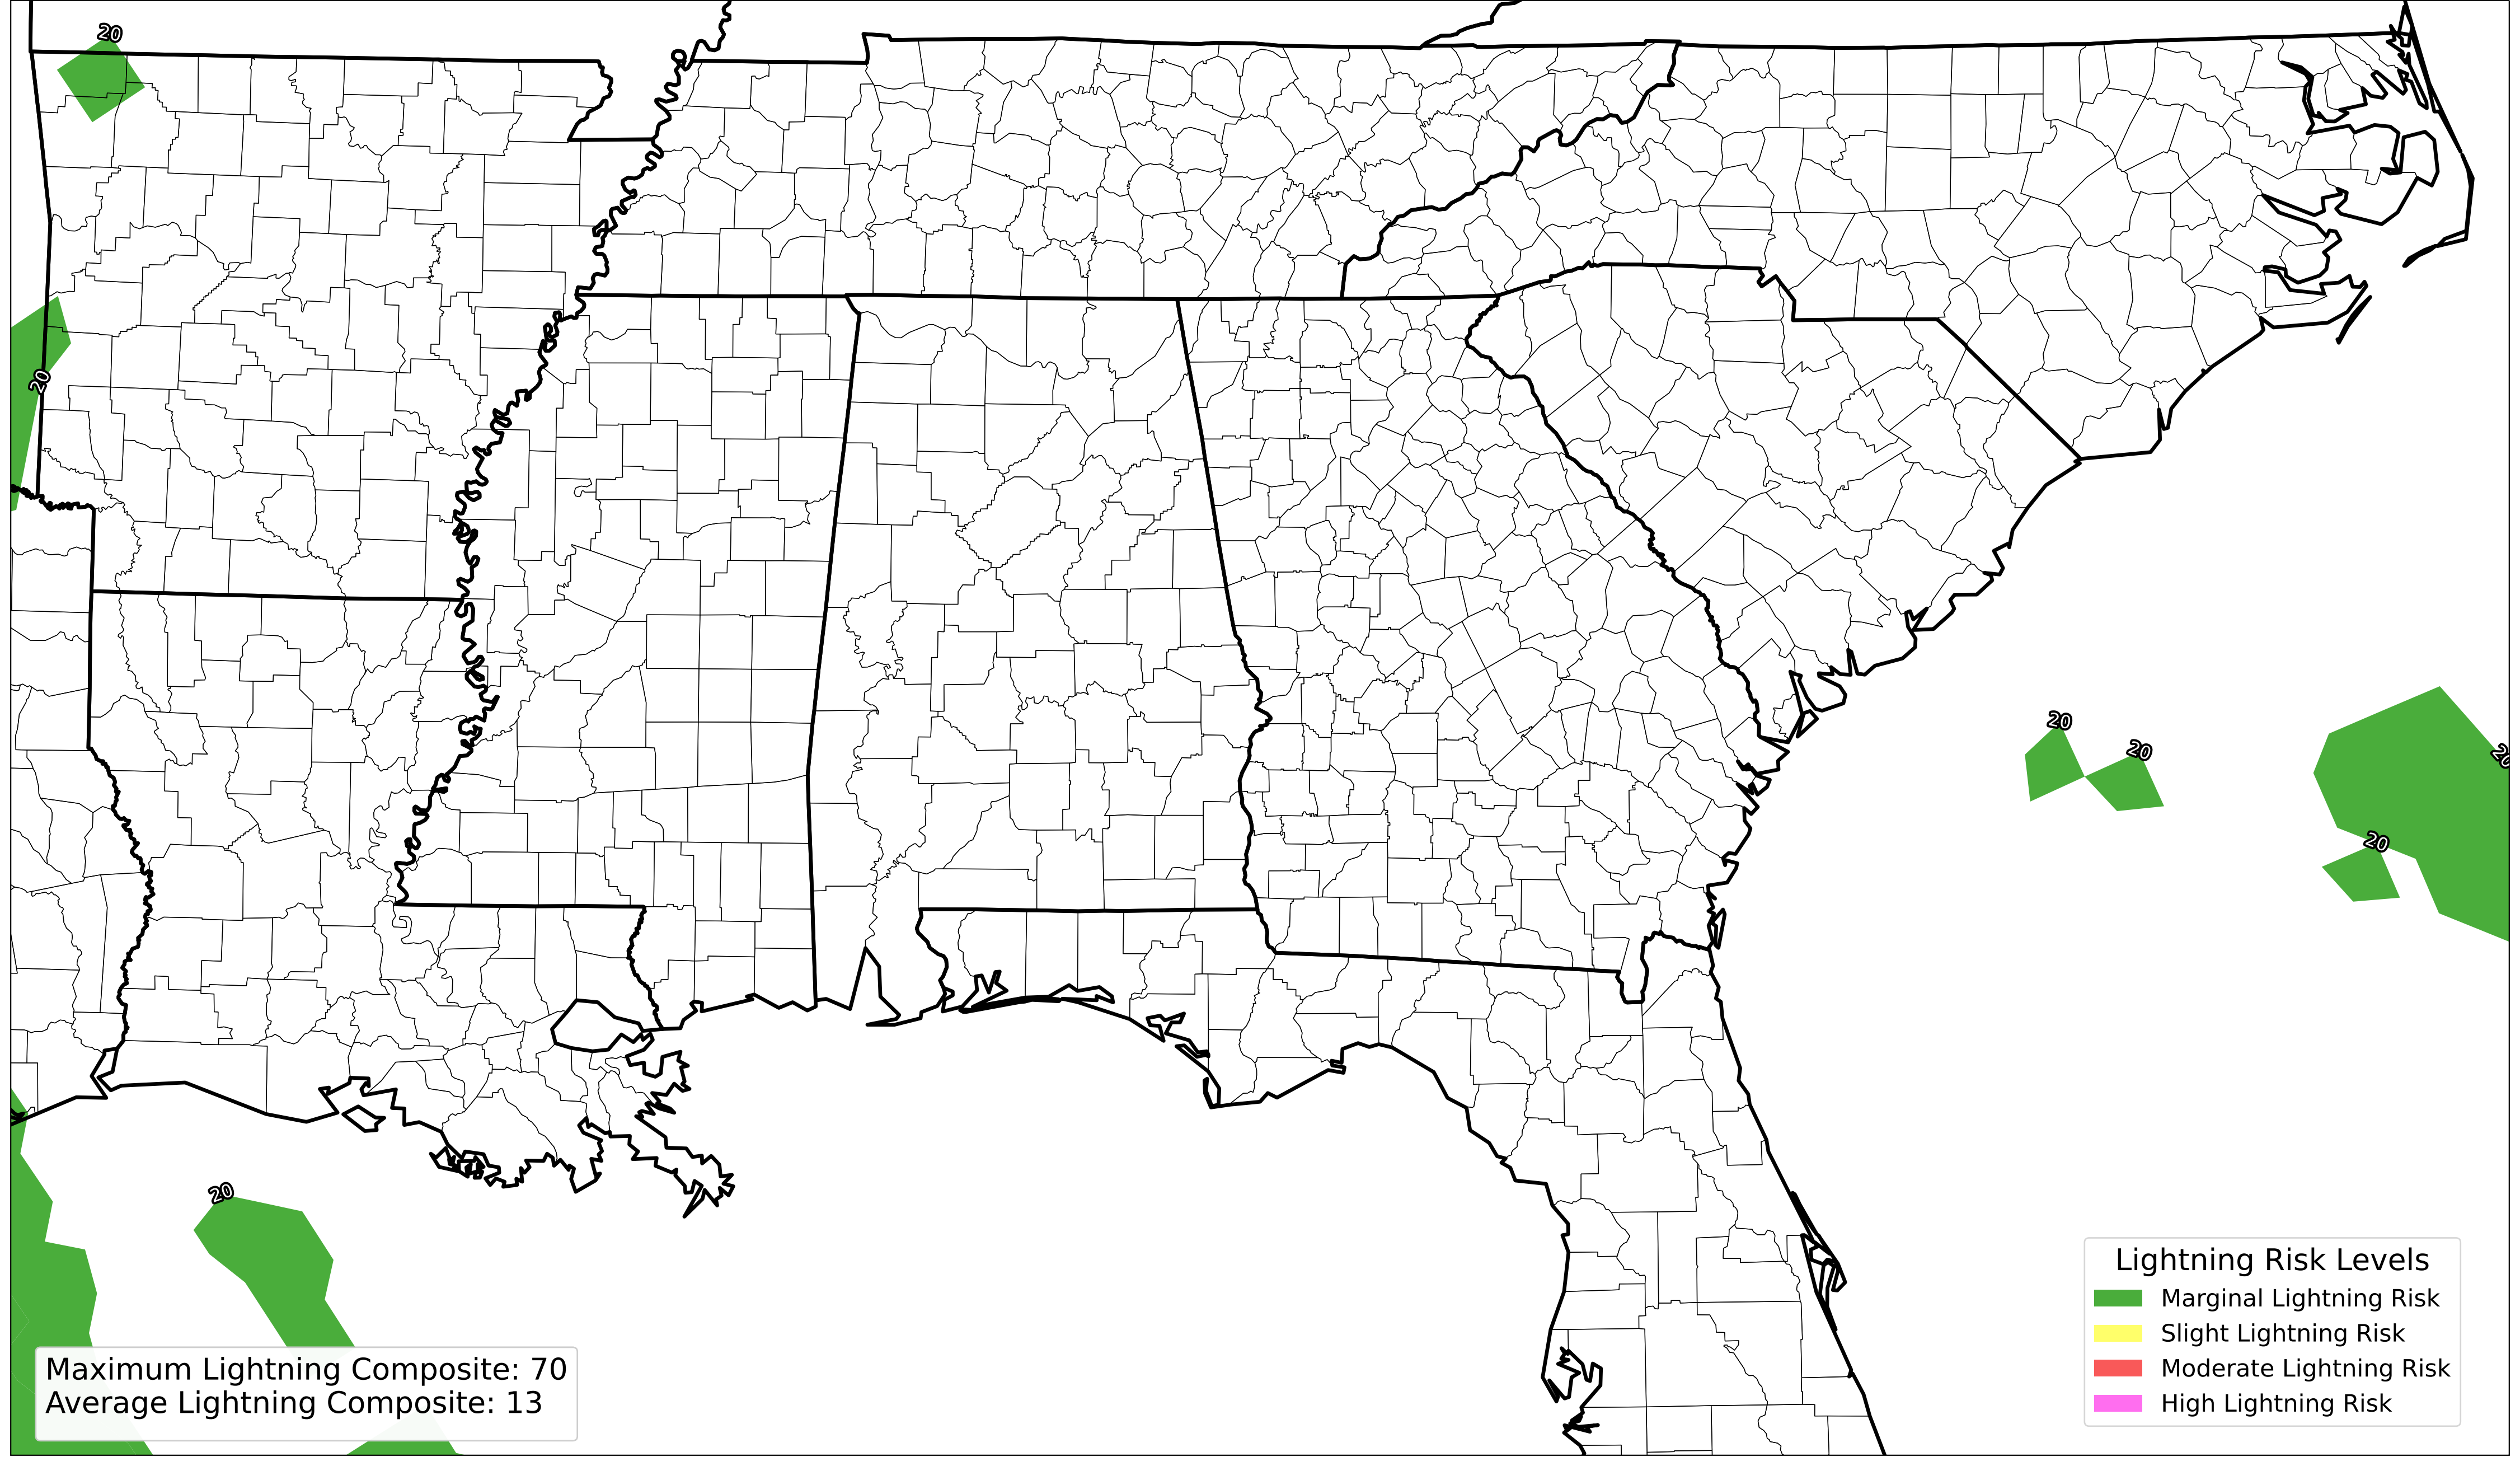 20
20
20
20
20
20
20
Lightning Risk Levels
Marginal Lightning Risk
Slight Lightning Risk
Moderate Lightning Risk
High Lightning Risk
Maximum Lightning Composite: 70
Average Lightning Composite: 13